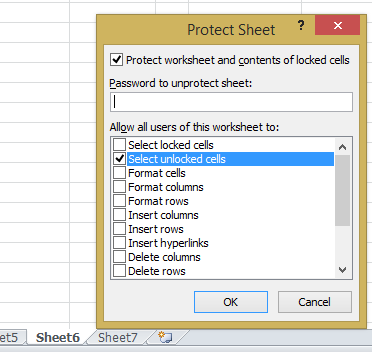 Protect Sheet
?
Protect worksheet and contents of locked cells
Password to unprotect sheet:
Allow all users of this worksheet to:
Select locked cells
Select unlocked cells
Format cells
Format columns
Format rows
Insert columns
Insert rows
Insert hyperlinks
Delete columns
Delete rows
OK Cancel
et5 Sheet6 Sheet7